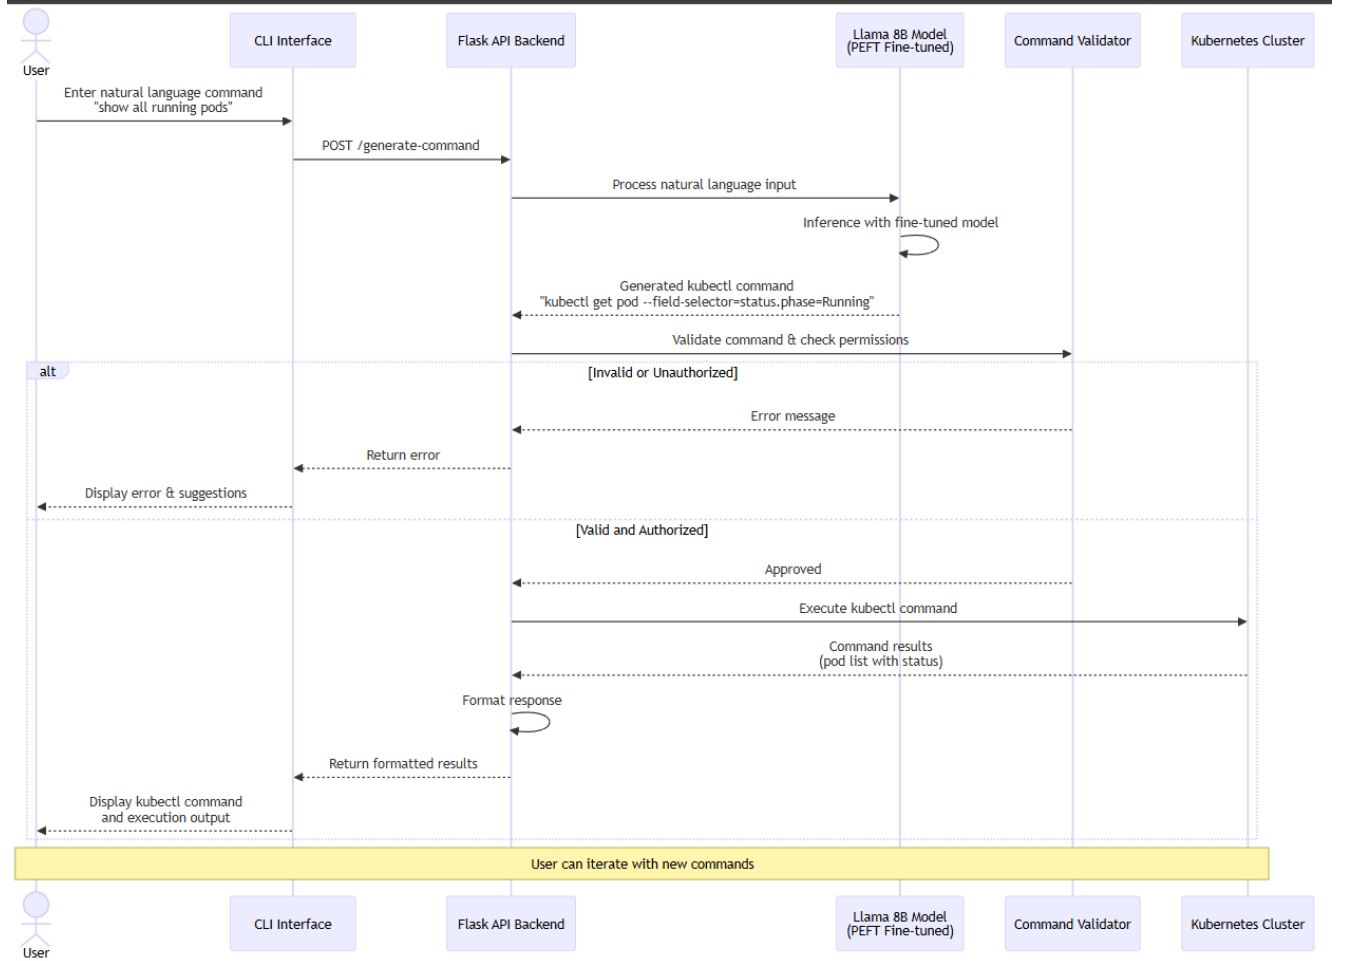 User
CLI Interface
Flask API Backend
Llama 8B Model
(PEFT Fine-tuned)
Command Validator
Kubernetes Cluster
Enter natural language command
"show all running pods"
POST /generate-command
Process natural language input
Inference with fine-tuned model
Generated kubectl command
"kubectl get pod --field-selector=status.phase=Running"
Validate command & check permissions
alt
[Invalid or Unauthorized]
Error message
Return error
Display error & suggestions
[Valid and Authorized]
Approved
Execute kubectl command
Command results
(pod list with status)
Format response
Return formatted results
Display kubectl command
and execution output
User can iterate with new commands
User
CLI Interface
Flask API Backend
Llama 8B Model
(PEFT Fine-tuned)
Command Validator
Kubernetes Cluster